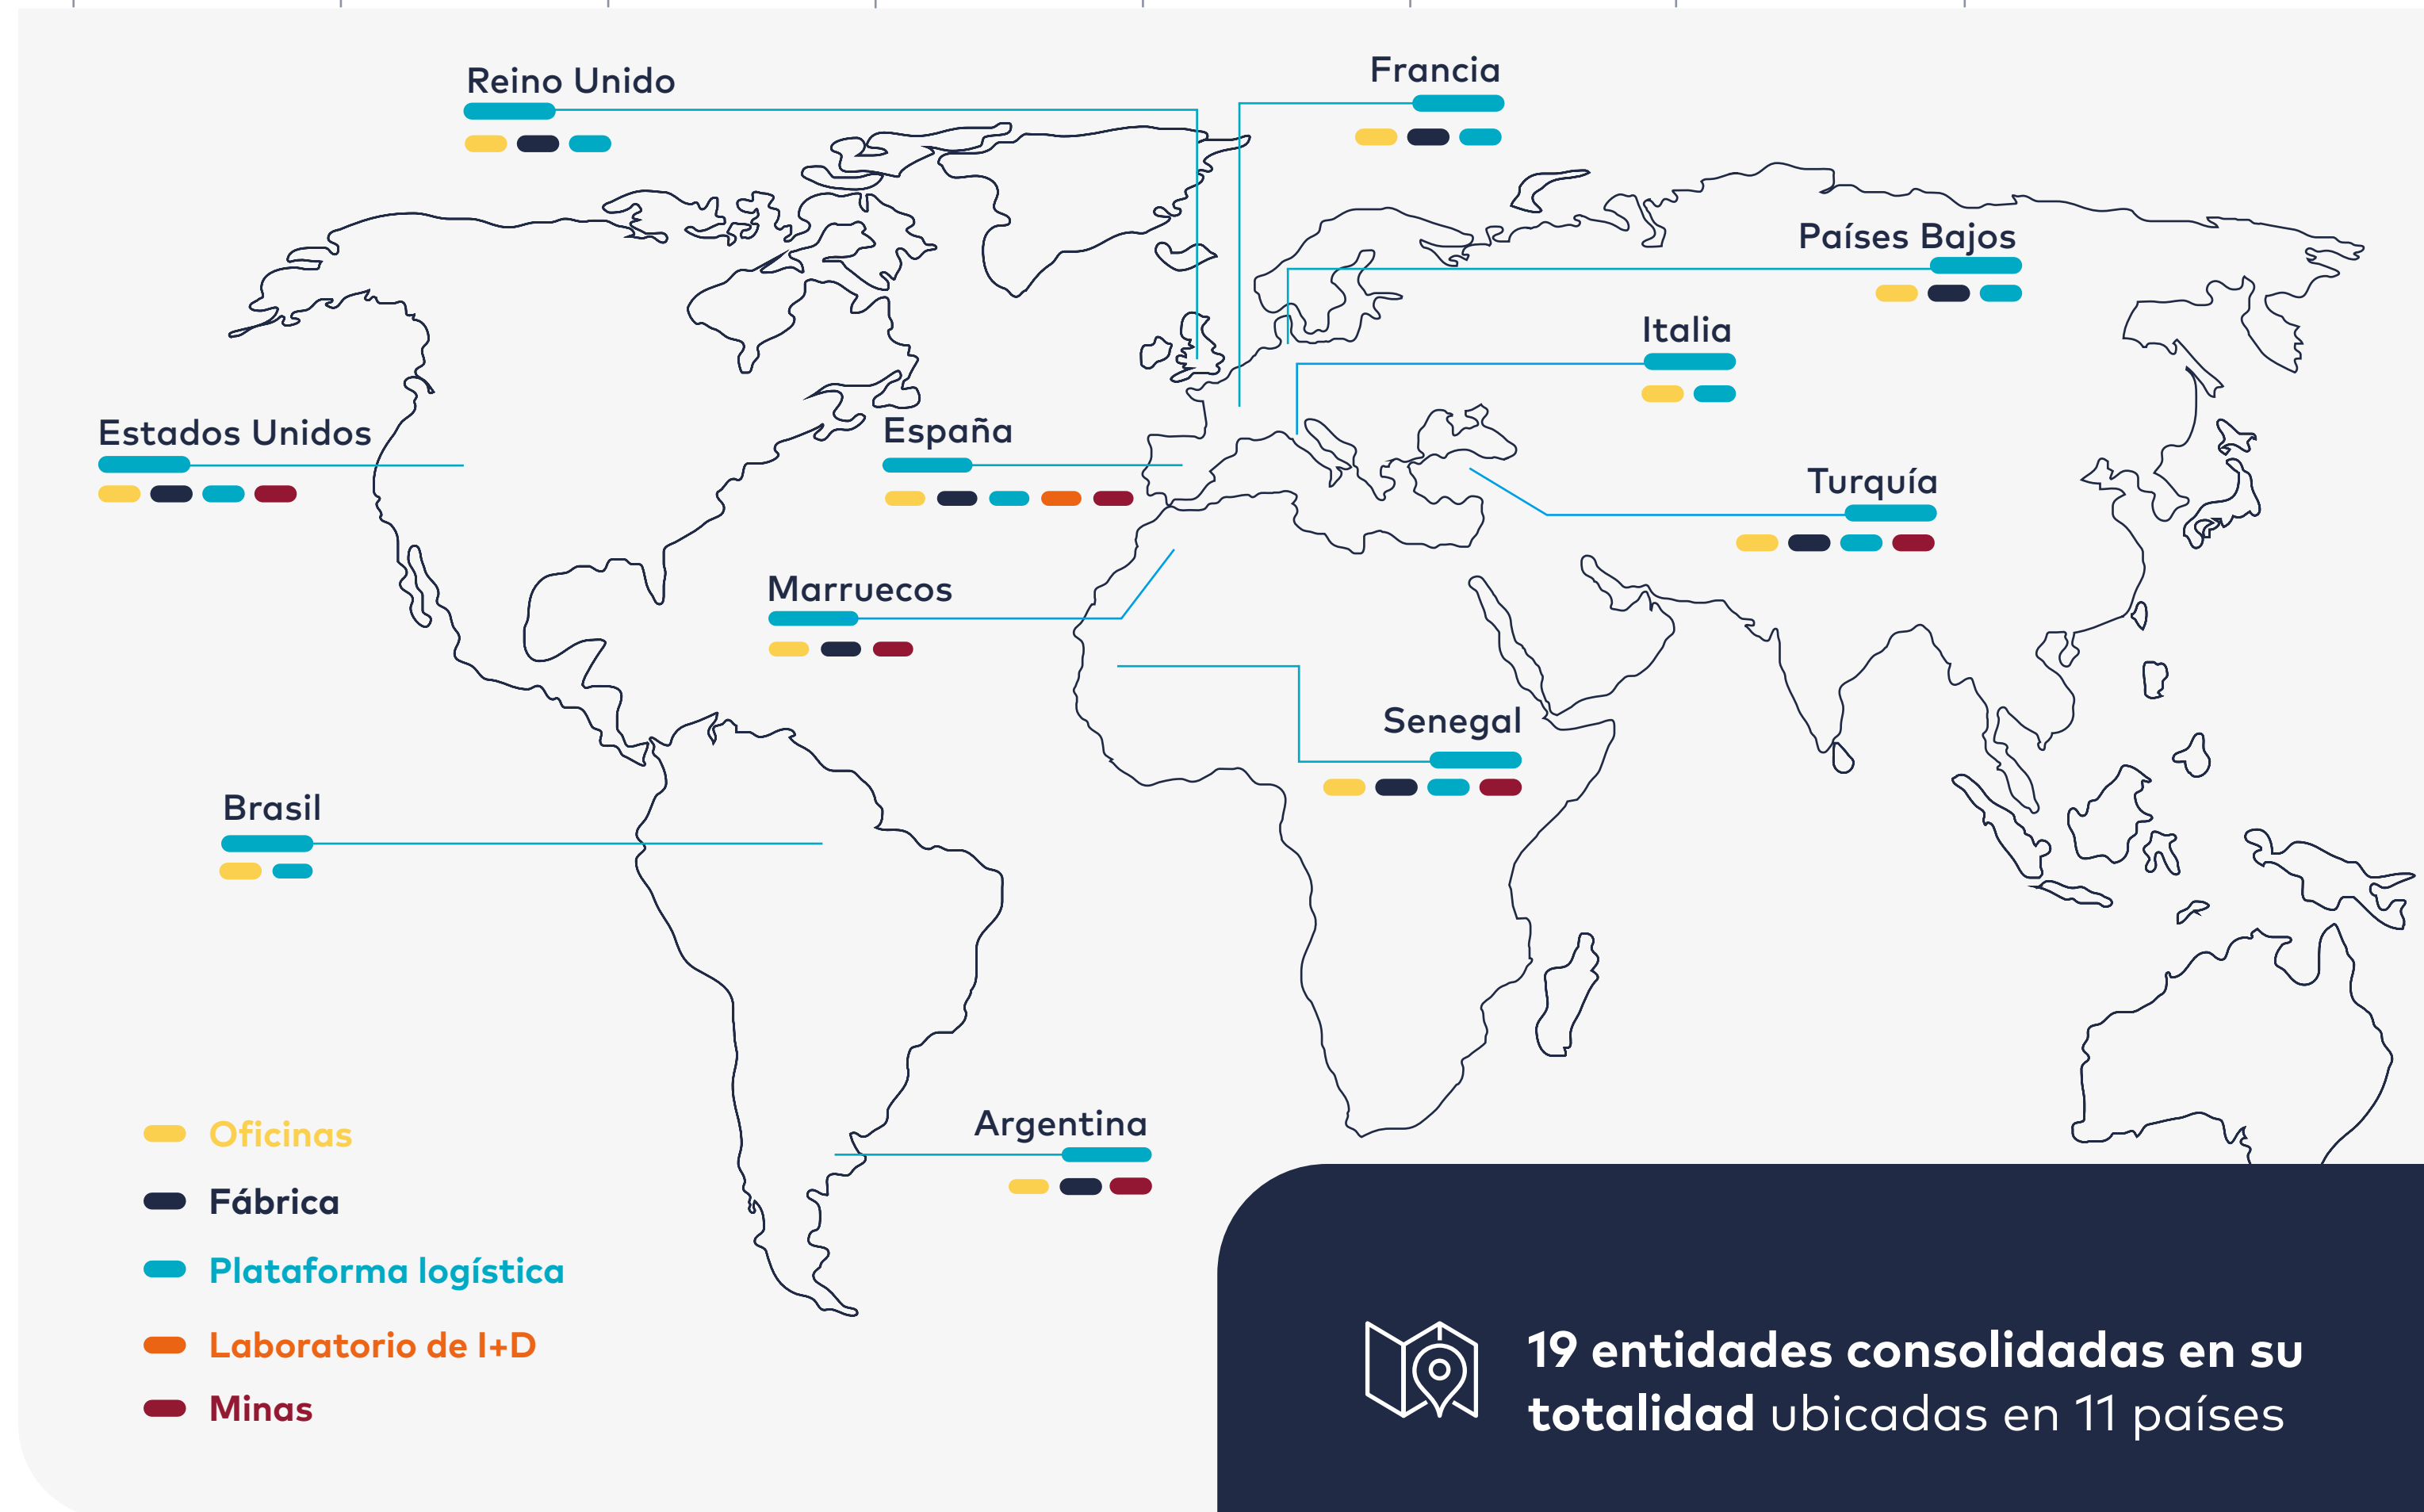 Reino Unido
Francia
Países Bajos
Italia
Estados Unidos
España
Turquía
Marruecos
Senegal
Brasil
Argentina
Oficinas
Fábrica
Plataforma logística
Laboratorio de I+D
Minas
19 entidades consolidadas en su
totalidad ubicadas en 11 países